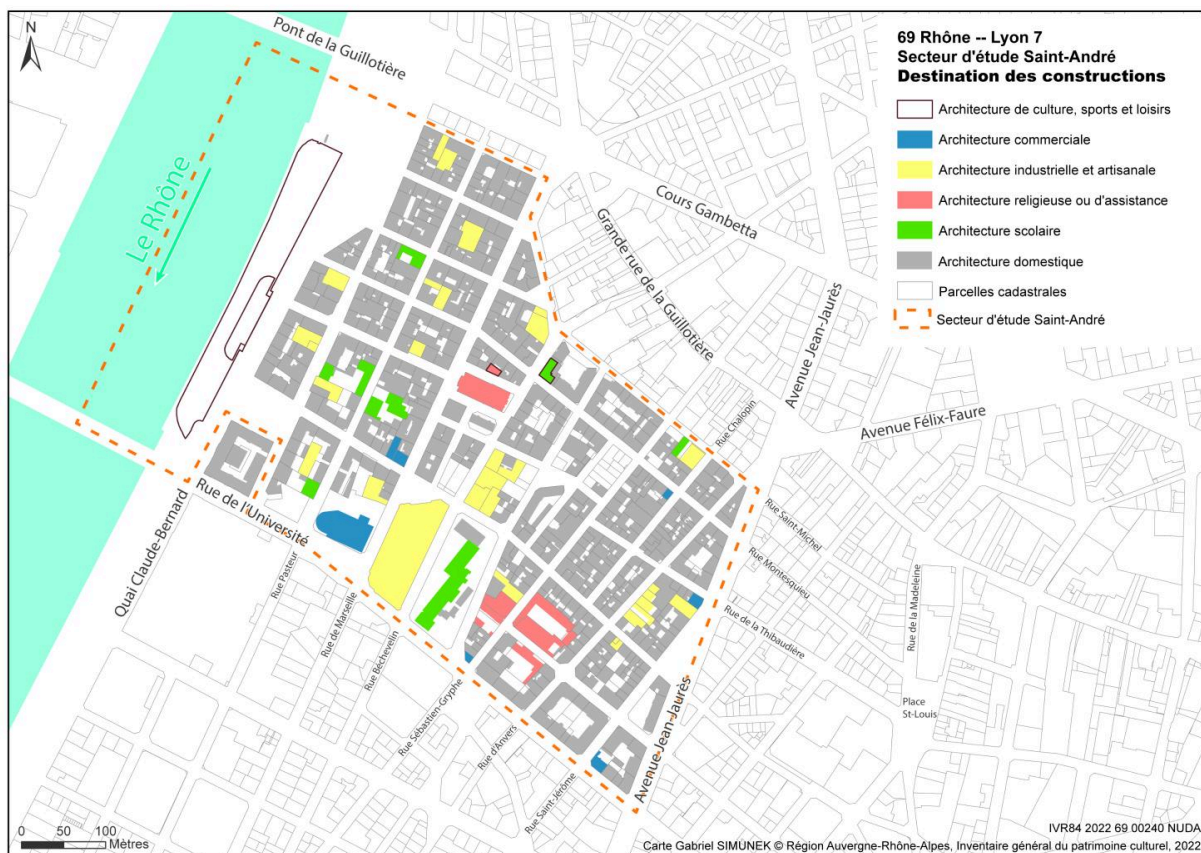 N
Pont de la Guillotière
Le Rhône
69 Rhône -- Lyon 7
Secteur d'étude Saint-André
Destination des constructions
Architecture de culture, sports et loisirs
Architecture commerciale
Architecture industrielle et artisanale
Architecture religieuse ou d'assistance
Architecture scolaire
Architecture domestique
Parcelles cadastrales
Secteur d'étude Saint-André
Cours Gambetta
Grande rue de la Guillotière
Avenue Jean-Jaurès
Avenue Félix-Faure
Rue Chalopin
Rue Saint-Michel
Rue Montesquieu
Rue de la Thibaudière
Rue de la Madeleine
Place
St-Louis
Quai Claude-Bernard
Rue de l'Université
Rue Pasteur
Rue de Marseille
Rue Béchevelin
Rue Sébastien-Gryphe
Rue d'Anvers
Rue Saint-Jérôme
Avenue Jean-Jaurès
0 50 100
Mètres
IVR84 2022 69 00240 NUDA
Carte Gabriel SIMUNEK © Région Auvergne-Rhône-Alpes, Inventaire général du patrimoine culturel, 2022